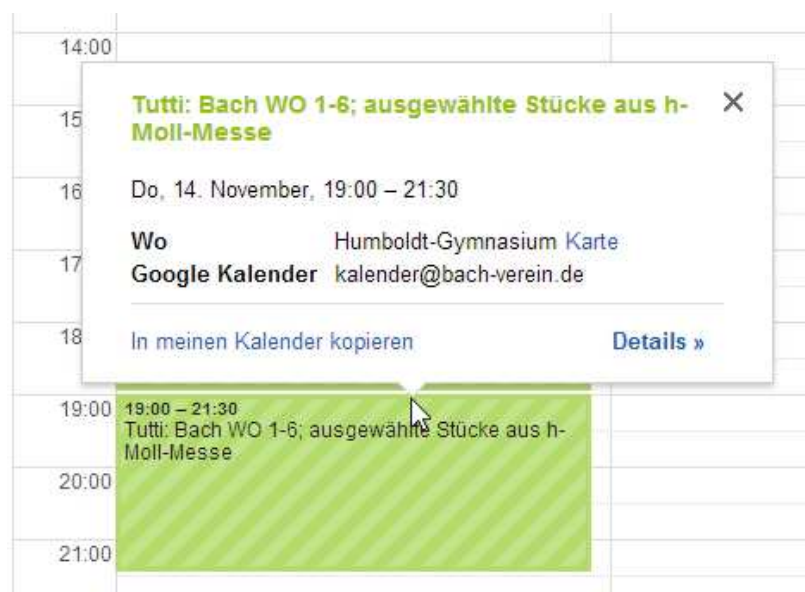 14:00
Tutti: Bach WO 1-6; ausgewählte Stücke aus h-
Moll-Messe
15
Do, 14. November, 19:00 – 21:30
16
Wo Humboldt-Gymnasium Karte
17
Google Kalender kalender@bach-verein.de
18
In meinen Kalender kopieren Details »
19:00 19:00 – 21:30
Tutti: Bach WO 1-6; ausgewählte Stücke aus h-
Moll-Messe
20:00
21:00